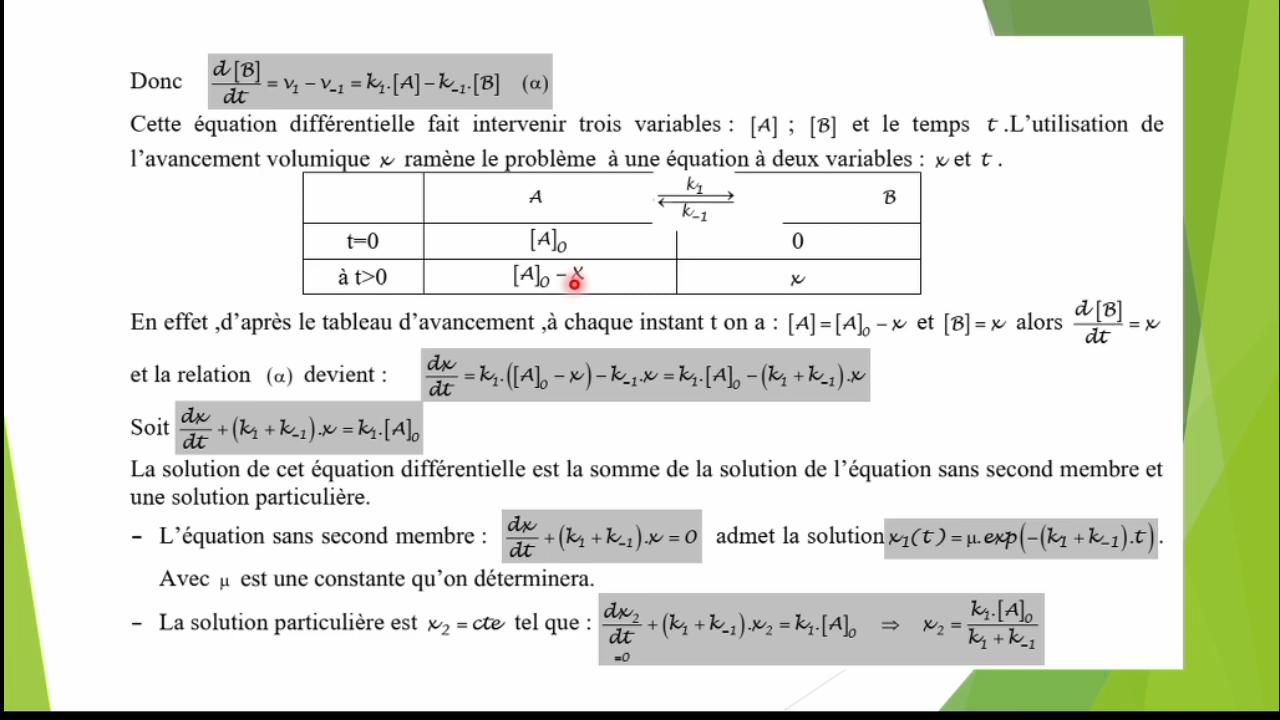 Donc d[B]/dt = v₁ − v₋₁ = k₁.[A] − k₋₁.[B] (α)
Cette équation différentielle fait intervenir trois variables : [A] ; [B] et le temps t .L’utilisation de
l’avancement volumique x ramène le problème à une équation à deux variables : x et t .
A k₁ ⇌ k₋₁ B
t=0 [A]₀ 0
à t>0 [A]₀ − x x
En effet ,d’après le tableau d’avancement ,à chaque instant t on a : [A] = [A]₀ − x et [B] = x alors d[B]/dt = x
et la relation (α) devient : dx/dt = k₁.([A]₀ − x) − k₋₁.x = k₁.[A]₀ − (k₁ + k₋₁).x
Soit dx/dt + (k₁ + k₋₁).x = k₁.[A]₀
La solution de cet équation différentielle est la somme de la solution de l’équation sans second membre et
une solution particulière.
– L’équation sans second membre : dx/dt + (k₁ + k₋₁).x = 0 admet la solution x₁(t) = μ.exp(−(k₁ + k₋₁).t).
Avec μ est une constante qu’on déterminera.
– La solution particulière est x₂ = cte tel que : dx₂/dt + (k₁ + k₋₁).x₂ = k₁.[A]₀ ⇒ x₂ = k₁.[A]₀/(k₁ + k₋₁)
=0